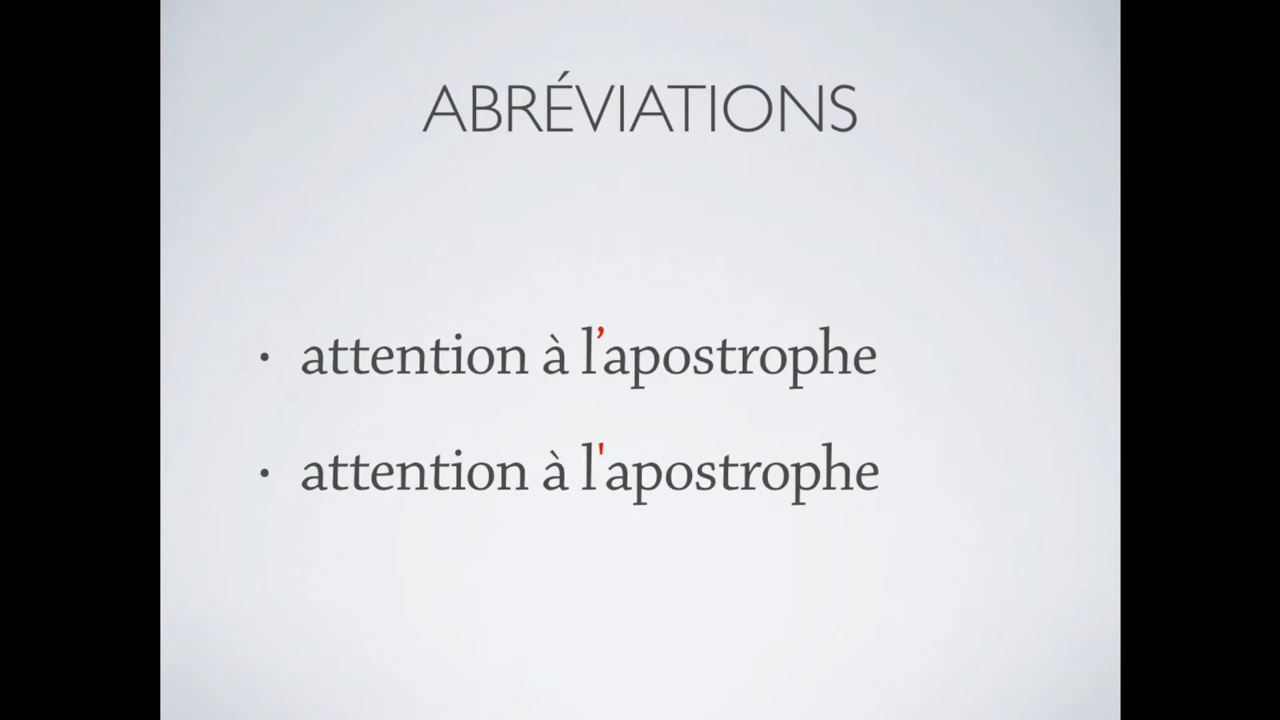 ABRÉVIATIONS
• attention à l’apostrophe
• attention à l'apostrophe